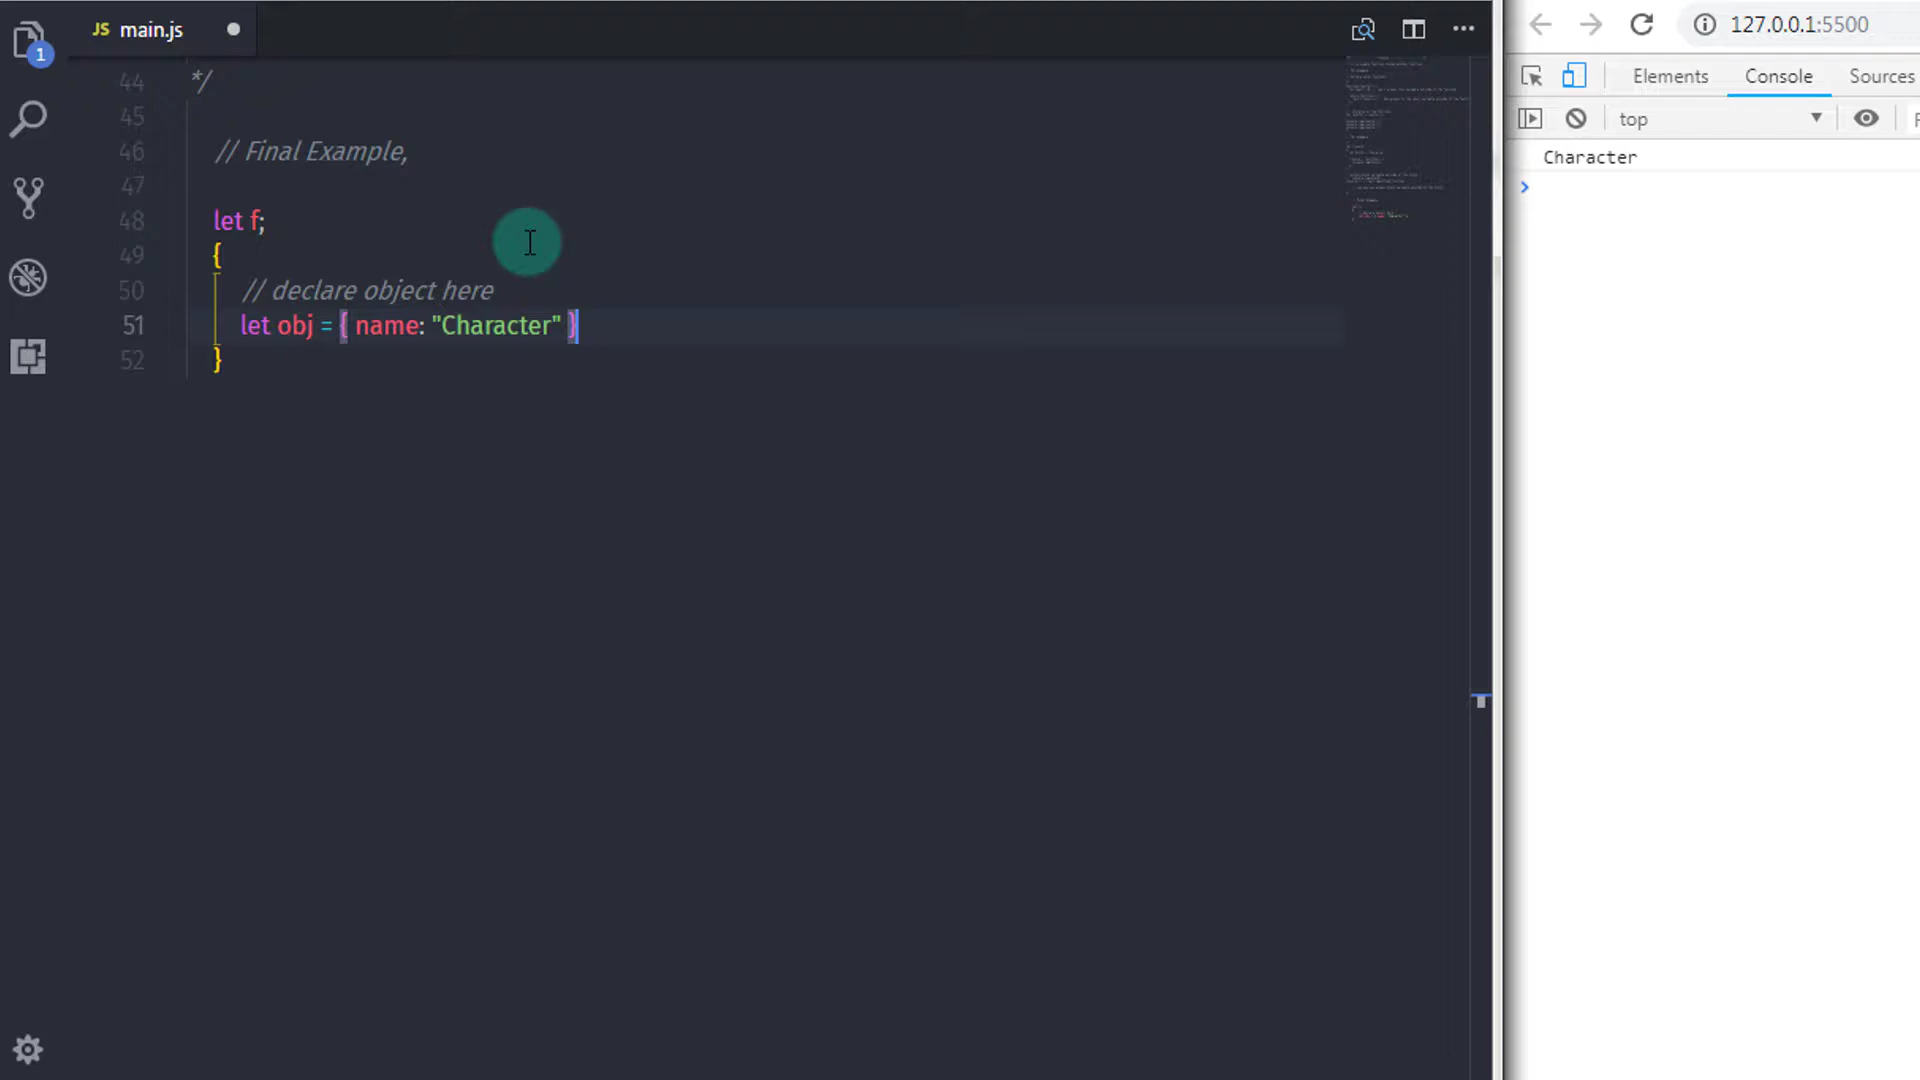 JS main.js
1
44 */
45
46 // Final Example,
47
48 let f;
49 {
50 // declare object here
51 let obj = { name: "Character" }
52 }
127.0.0.1:5500
Elements Console Sources
top
Character